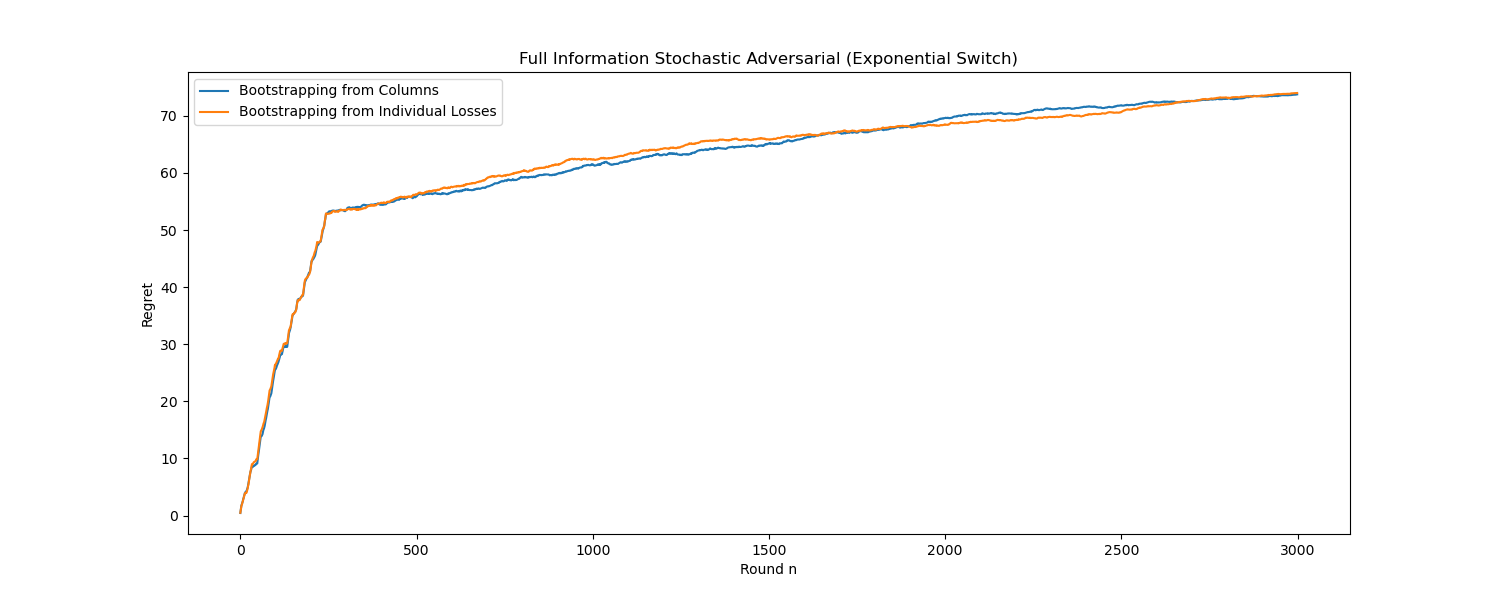 Full Information Stochastic Adversarial (Exponential Switch)
Bootstrapping from Columns
Bootstrapping from Individual Losses
Regret
70
60
50
40
30
20
10
0
0 500 1000 1500 2000 2500 3000
Round n